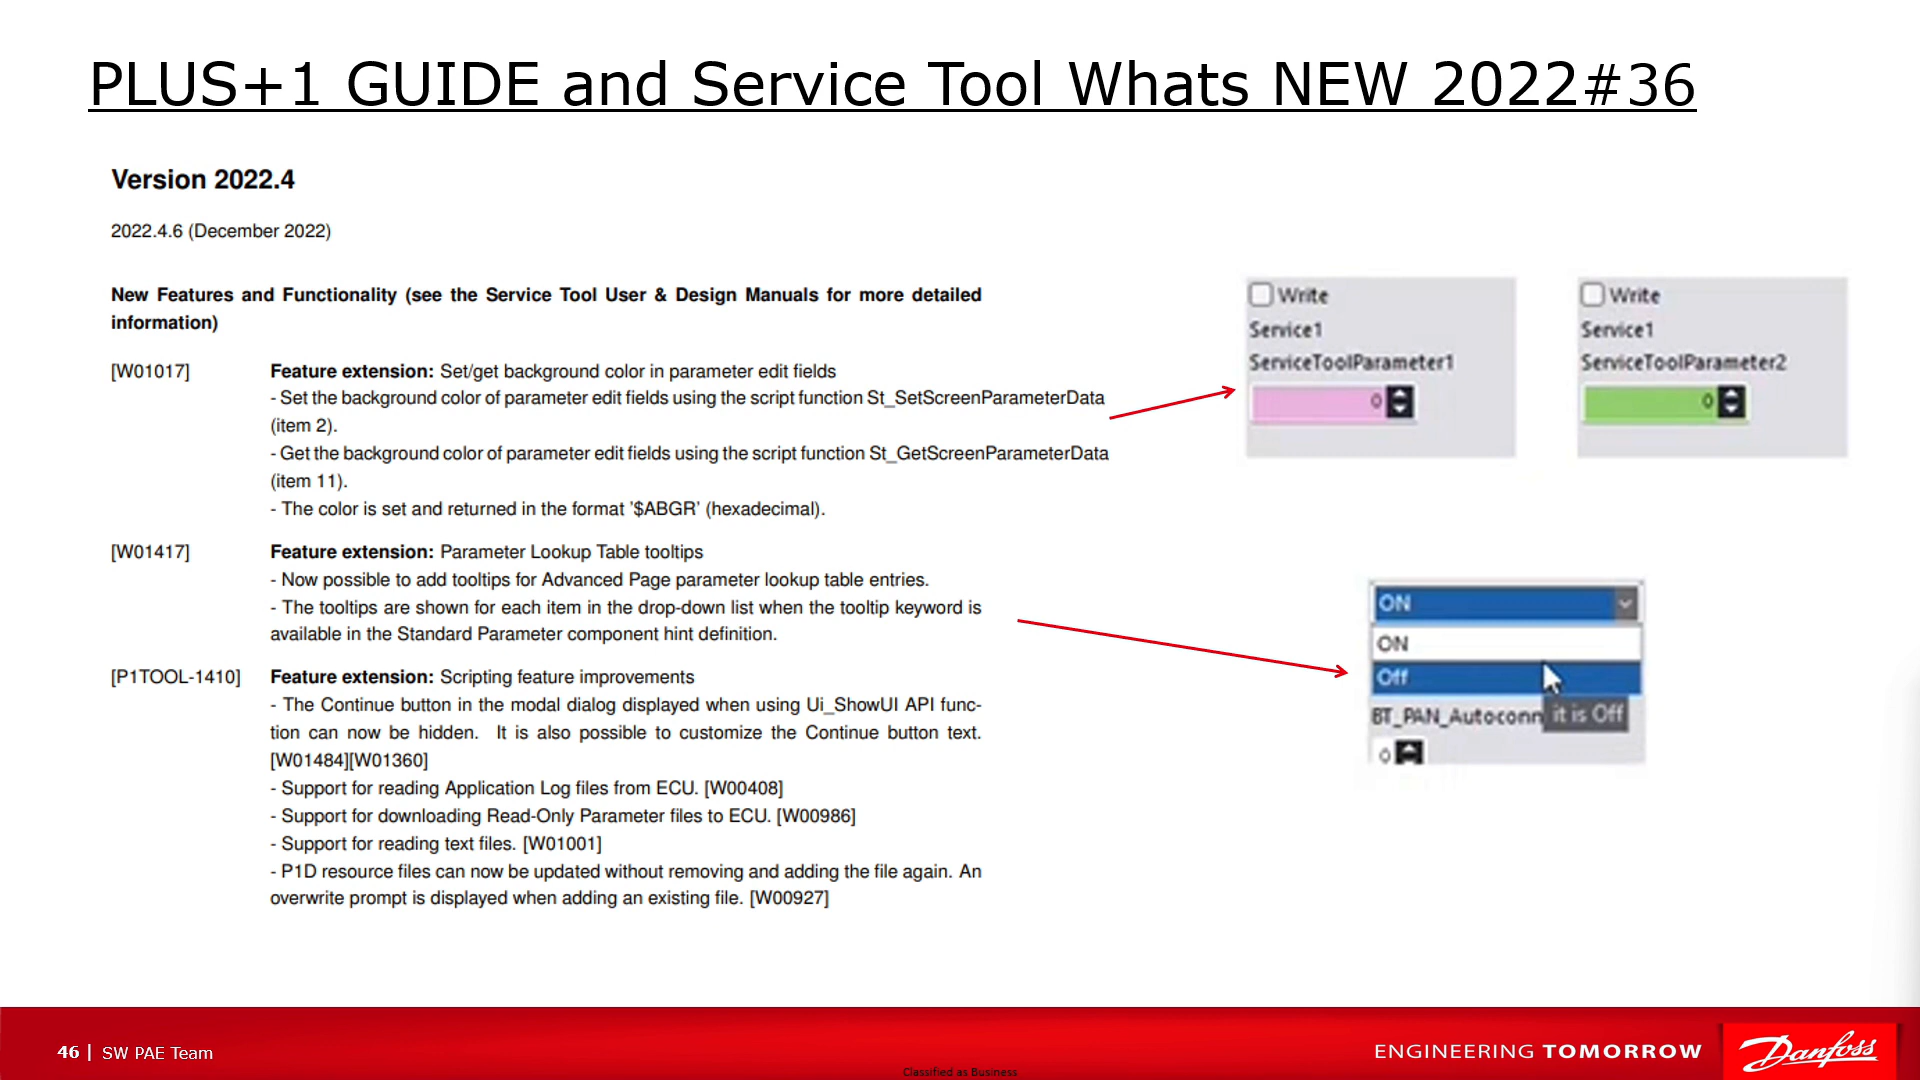 PLUS+1 GUIDE and Service Tool Whats NEW 2022#36
Version 2022.4
2022.4.6 (December 2022)
New Features and Functionality (see the Service Tool User & Design Manuals for more detailed
information)
[W01017] Feature extension: Set/get background color in parameter edit fields
- Set the background color of parameter edit fields using the script function St_SetScreenParameterData
(item 2).
- Get the background color of parameter edit fields using the script function St_GetScreenParameterData
(item 11).
- The color is set and returned in the format '$ABGR' (hexadecimal).
[W01417] Feature extension: Parameter Lookup Table tooltips
- Now possible to add tooltips for Advanced Page parameter lookup table entries.
- The tooltips are shown for each item in the drop-down list when the tooltip keyword is
available in the Standard Parameter component hint definition.
[P1TOOL-1410] Feature extension: Scripting feature improvements
- The Continue button in the modal dialog displayed when using Ui_ShowUI API func-
tion can now be hidden. It is also possible to customize the Continue button text.
[W01484][W01360]
- Support for reading Application Log files from ECU. [W00408]
- Support for downloading Read-Only Parameter files to ECU. [W00986]
- Support for reading text files. [W01001]
- P1D resource files can now be updated without removing and adding the file again. An
overwrite prompt is displayed when adding an existing file. [W00927]
Write
Service1
ServiceToolParameter1
0
Write
Service1
ServiceToolParameter2
0
ON
ON
Off
BT_PAN_Autoconn
it is Off
0
46 | SW PAE Team
Classified as Business
ENGINEERING TOMORROW
Danfoss